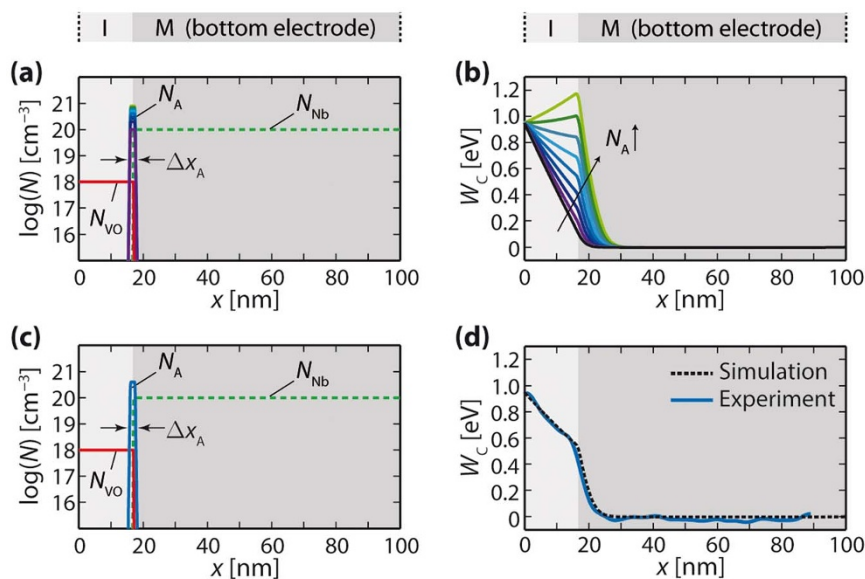 I M (bottom electrode)
I M (bottom electrode)
(a)
log(N) [cm⁻³]
21
20
19
18
17
16
N_A
N_Nb
Δx_A
N_VO
0 20 40 60 80 100
x [nm]
(b)
W_C [eV]
1.2
1.0
0.8
0.6
0.4
0.2
0
N_A↑
0 20 40 60 80 100
x [nm]
(c)
log(N) [cm⁻³]
21
20
19
18
17
16
N_A
N_Nb
Δx_A
N_VO
0 20 40 60 80 100
x [nm]
(d)
W_C [eV]
1.2
1.0
0.8
0.6
0.4
0.2
0
Simulation
Experiment
0 20 40 60 80 100
x [nm]